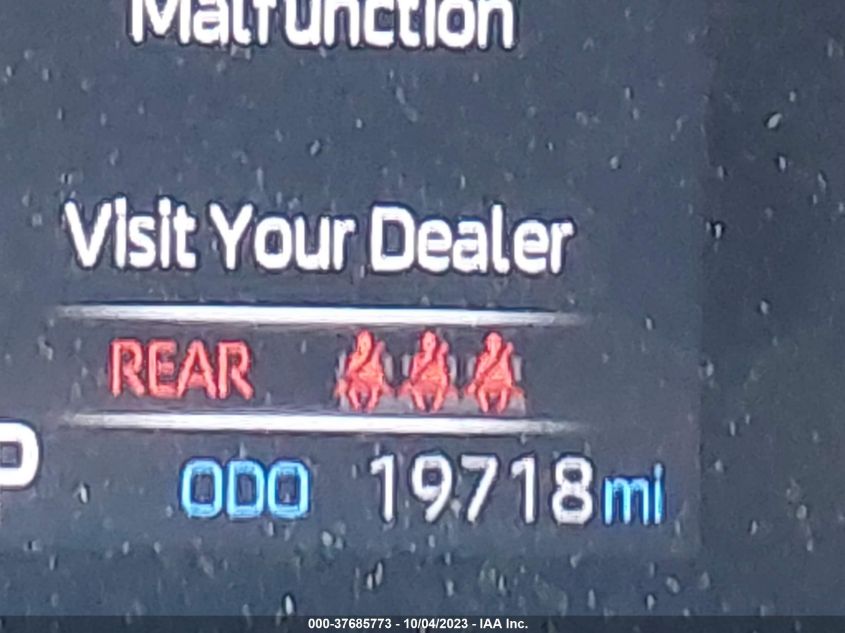 Malfunction
Visit Your Dealer
REAR
P
ODO 19718 mi
000-37685773 - 10/04/2023 - IAA Inc.